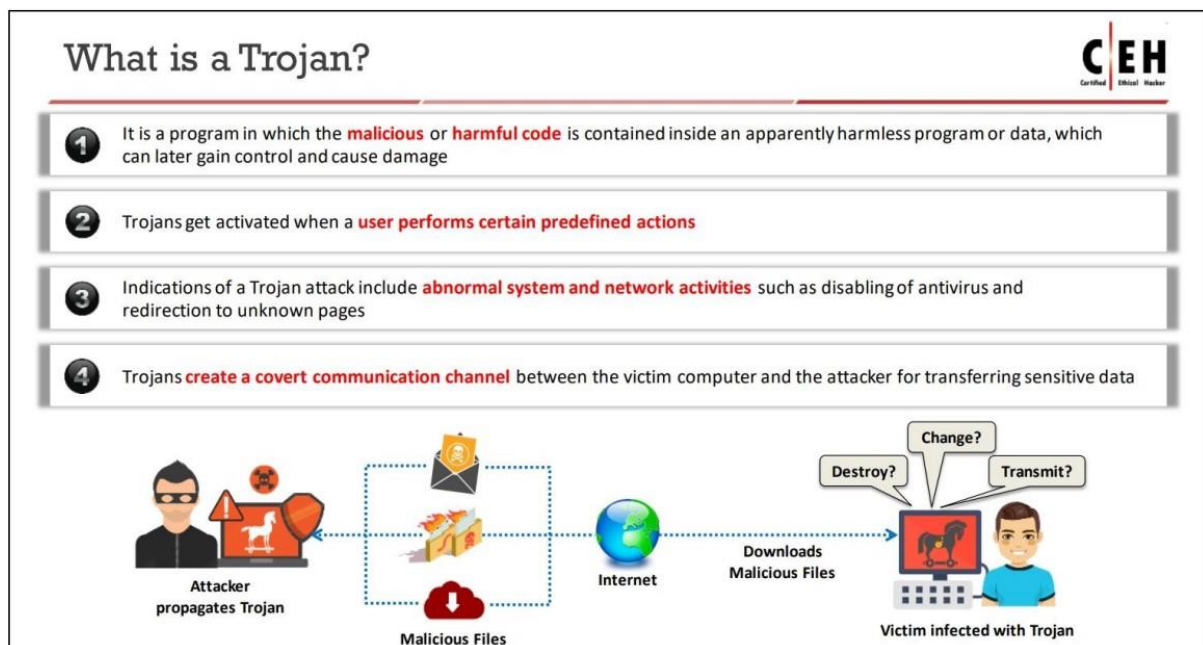 What is a Trojan?
C|EH
Certified Ethical Hacker
1
It is a program in which the malicious or harmful code is contained inside an apparently harmless program or data, which
can later gain control and cause damage
2
Trojans get activated when a user performs certain predefined actions
3
Indications of a Trojan attack include abnormal system and network activities such as disabling of antivirus and
redirection to unknown pages
4
Trojans create a covert communication channel between the victim computer and the attacker for transferring sensitive data
Change?
Destroy?
Transmit?
Attacker
propagates Trojan
Malicious Files
Internet
Downloads
Malicious Files
Victim infected with Trojan